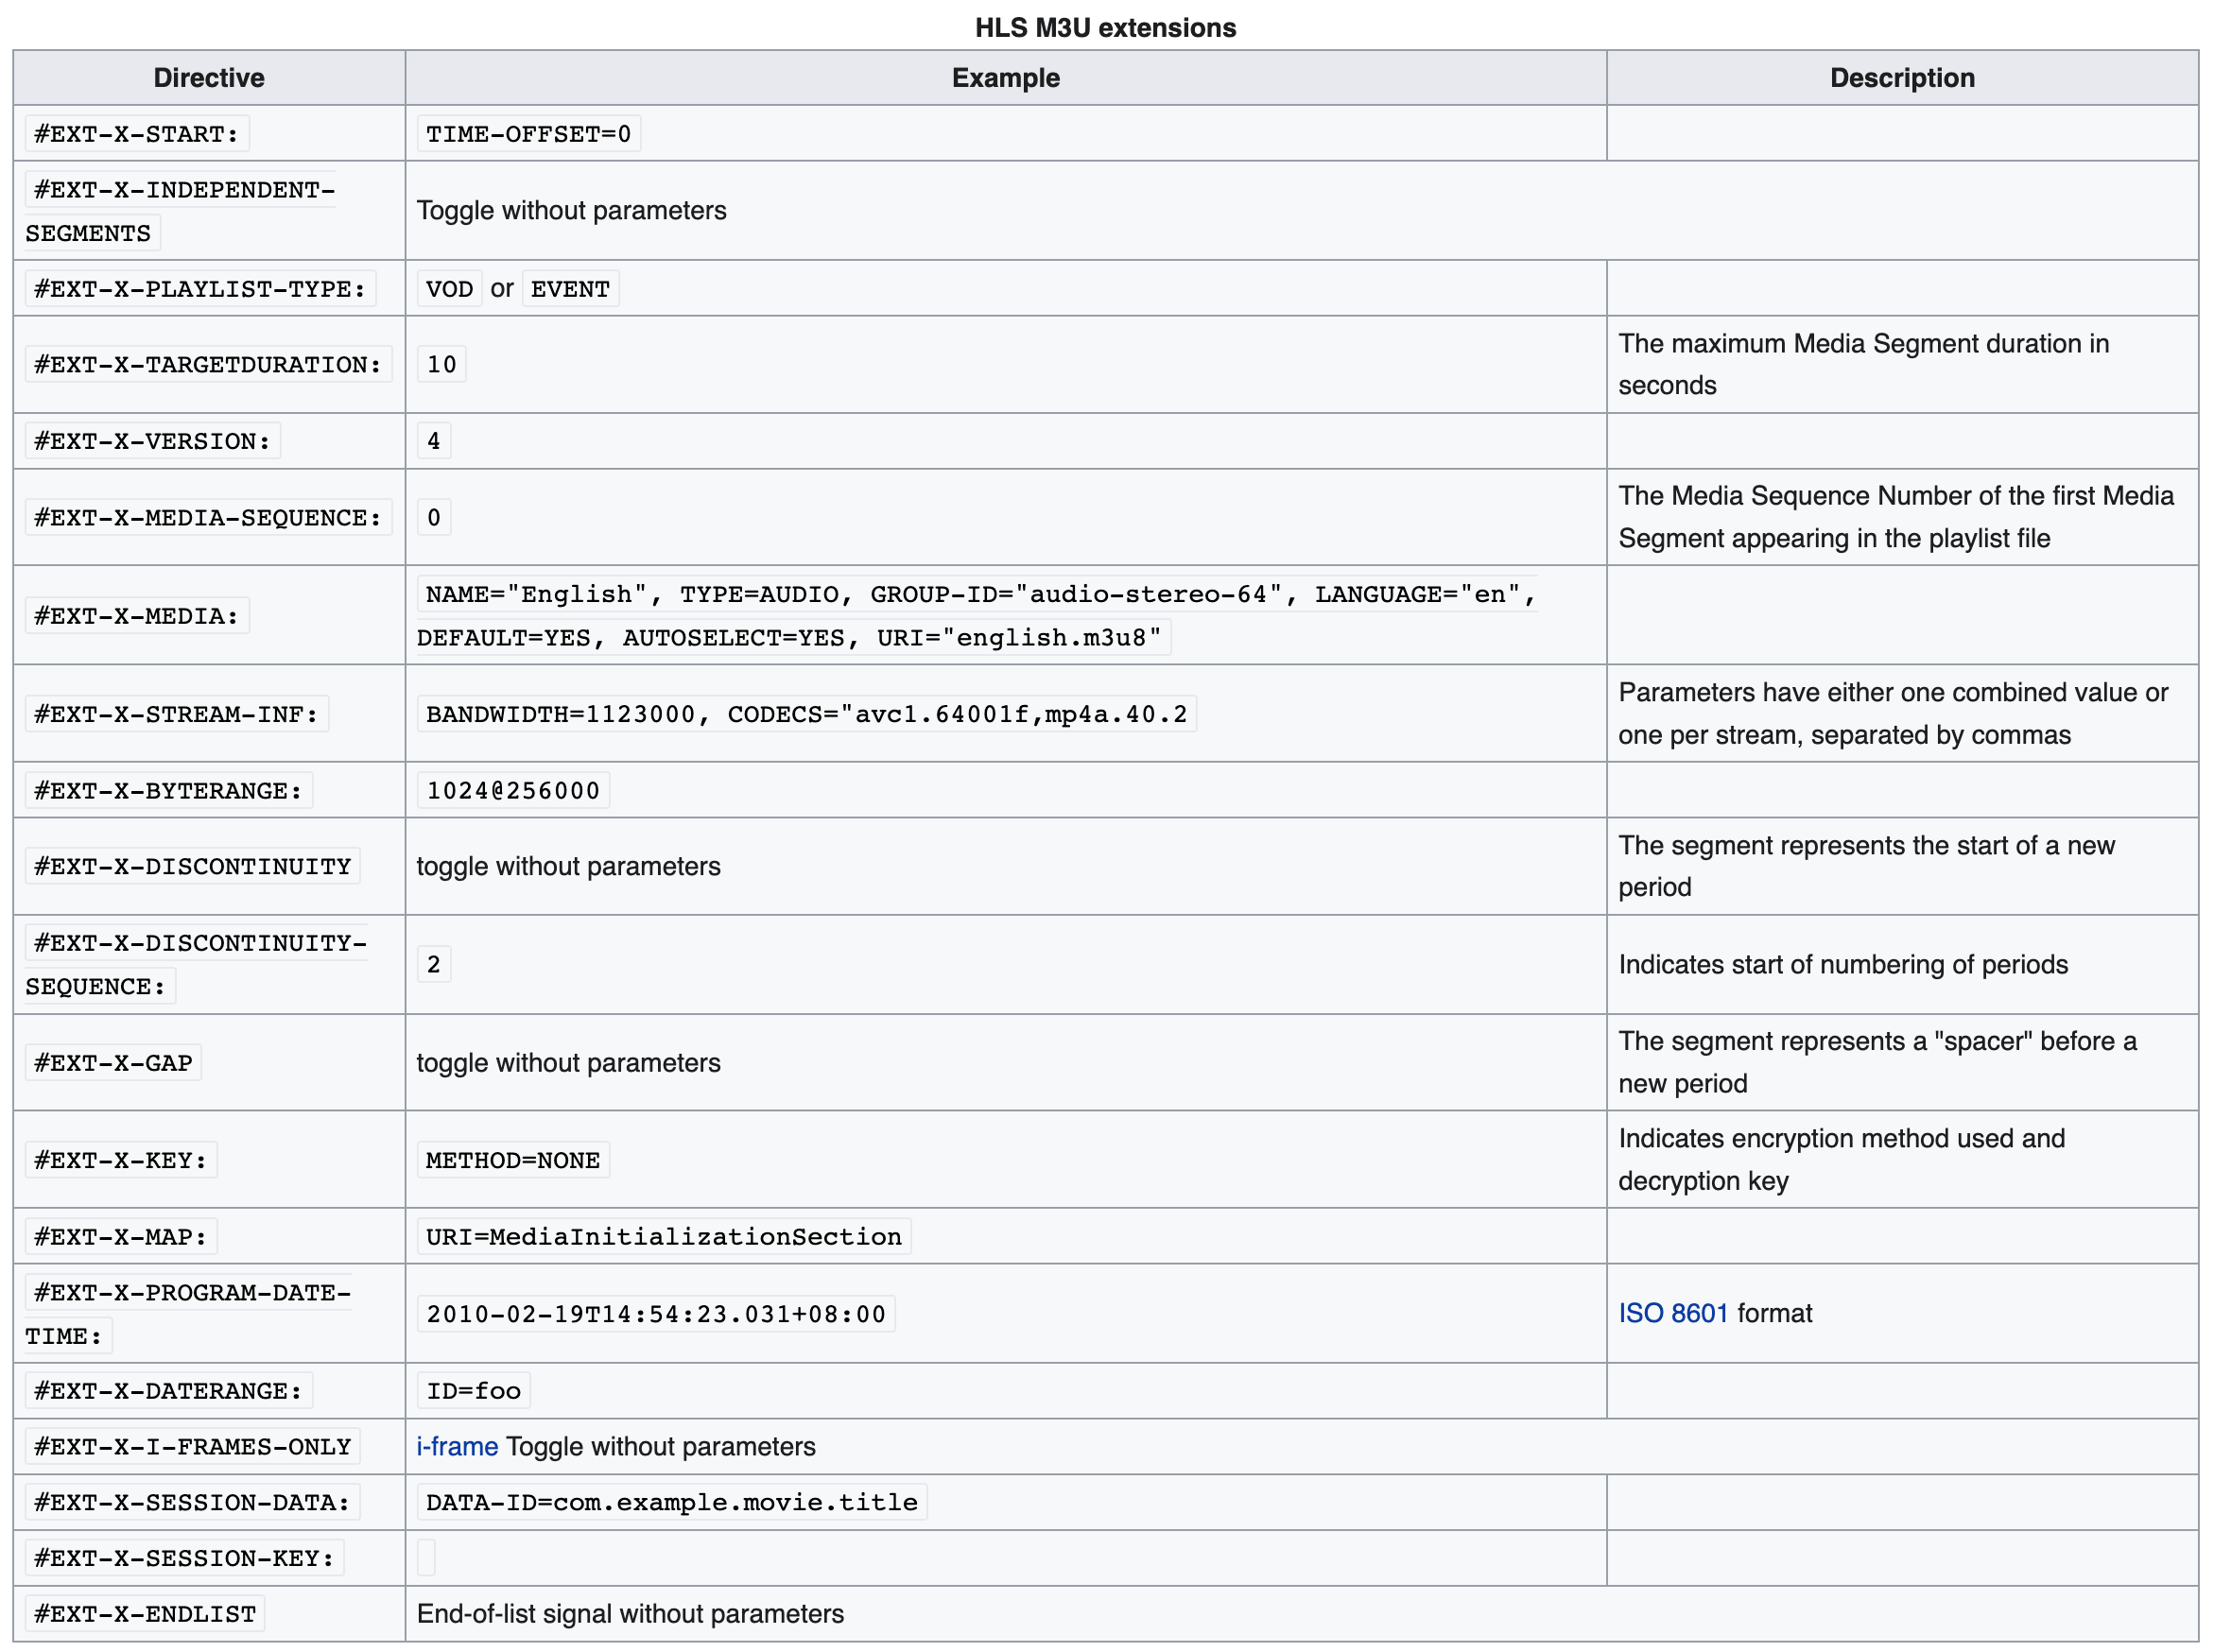 HLS M3U extensions
Directive Example Description
#EXT-X-START: TIME-OFFSET=0
#EXT-X-INDEPENDENT-
SEGMENTS
Toggle without parameters
#EXT-X-PLAYLIST-TYPE: VOD or EVENT
#EXT-X-TARGETDURATION: 10
The maximum Media Segment duration in
seconds
#EXT-X-VERSION: 4
#EXT-X-MEDIA-SEQUENCE: 0
The Media Sequence Number of the first Media
Segment appearing in the playlist file
#EXT-X-MEDIA:
NAME="English", TYPE=AUDIO, GROUP-ID="audio-stereo-64", LANGUAGE="en",
DEFAULT=YES, AUTOSELECT=YES, URI="english.m3u8"
#EXT-X-STREAM-INF: BANDWIDTH=1123000, CODECS="avc1.64001f,mp4a.40.2
Parameters have either one combined value or
one per stream, separated by commas
#EXT-X-BYTERANGE: 1024@256000
#EXT-X-DISCONTINUITY toggle without parameters
The segment represents the start of a new
period
#EXT-X-DISCONTINUITY-
SEQUENCE:
2
Indicates start of numbering of periods
#EXT-X-GAP toggle without parameters
The segment represents a "spacer" before a
new period
#EXT-X-KEY: METHOD=NONE
Indicates encryption method used and
decryption key
#EXT-X-MAP: URI=MediaInitializationSection
#EXT-X-PROGRAM-DATE-
TIME:
2010-02-19T14:54:23.031+08:00
ISO 8601 format
#EXT-X-DATERANGE: ID=foo
#EXT-X-I-FRAMES-ONLY i-frame Toggle without parameters
#EXT-X-SESSION-DATA: DATA-ID=com.example.movie.title
#EXT-X-SESSION-KEY:
#EXT-X-ENDLIST End-of-list signal without parameters